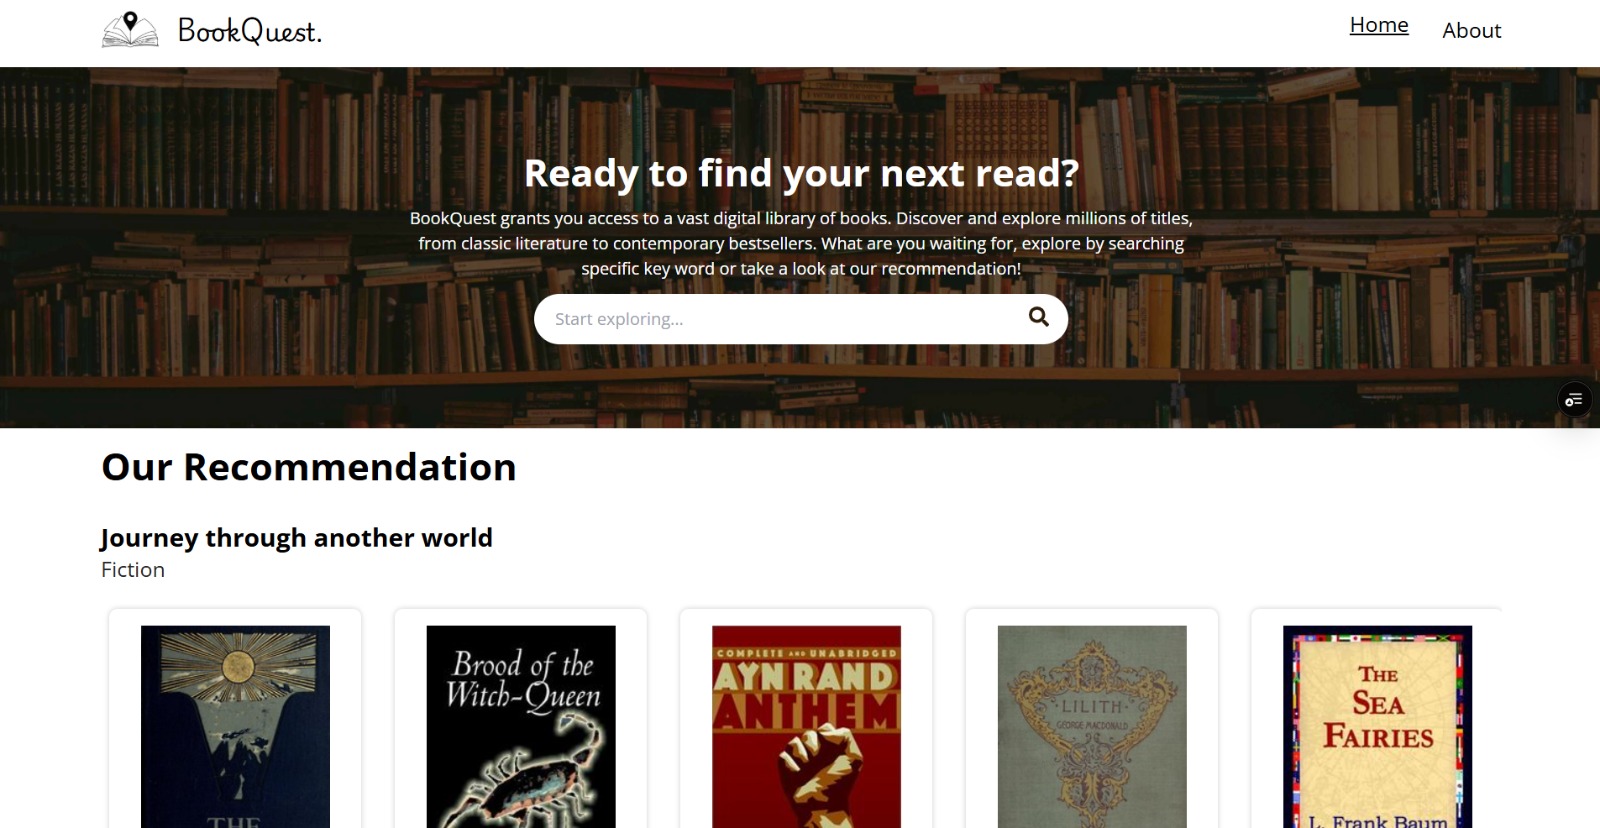 BookQuest.
Home
About
Ready to find your next read?
BookQuest grants you access to a vast digital library of books. Discover and explore millions of titles,
from classic literature to contemporary bestsellers. What are you waiting for, explore by searching
specific key word or take a look at our recommendation!
Start exploring...
Our Recommendation
Journey through another world
Fiction
THE
Brood of the
Witch-Queen
COMPLETE AND UNABRIDGED
AYN RAND
ANTHEM
·LILITH·
GEORGE MACDONALD
THE
SEA
FAIRIES
L. Frank Baum